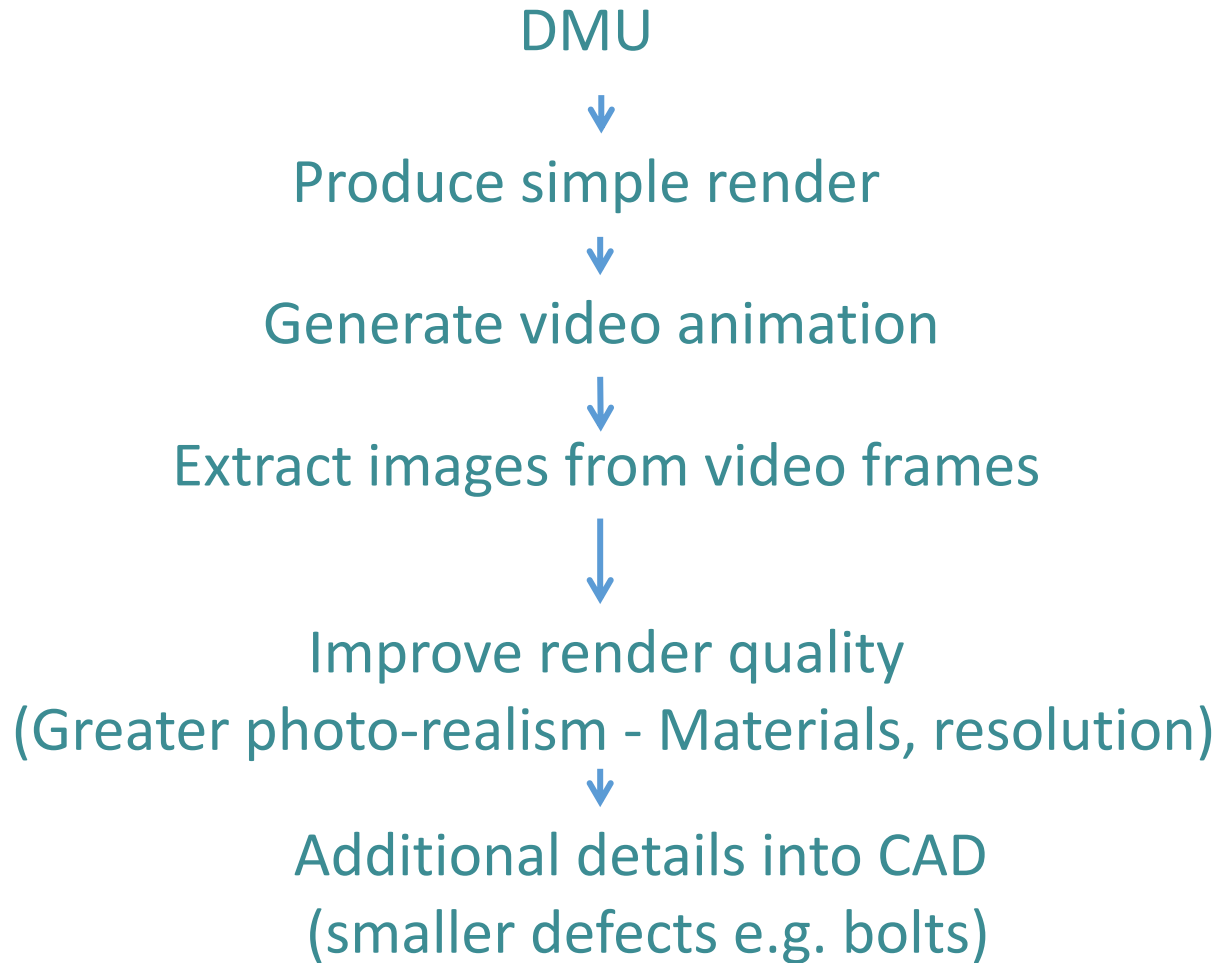 DMU
Produce simple render
Generate video animation
Extract images from video frames
Improve render quality
(Greater photo-realism - Materials, resolution)
Additional details into CAD
(smaller defects e.g. bolts)